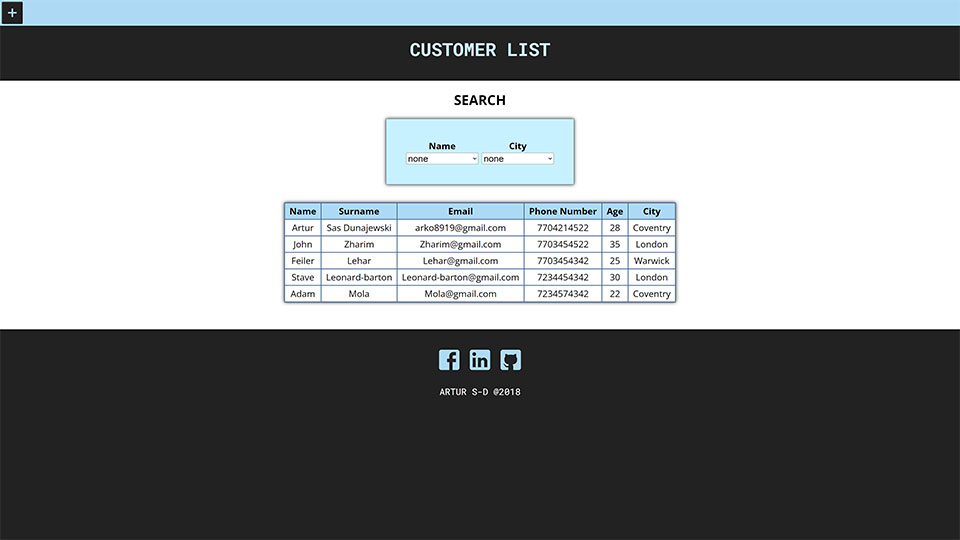 +
CUSTOMER LIST
SEARCH
Name City
none none
Name Surname Email Phone Number Age City
Artur Sas Dunajewski arko8919@gmail.com 7704214522 28 Coventry
John Zharim Zharim@gmail.com 7703454522 35 London
Feiler Lehar Lehar@gmail.com 7703454342 25 Warwick
Stave Leonard-barton Leonard-barton@gmail.com 7234454342 30 London
Adam Mola Mola@gmail.com 7234574342 22 Coventry
f in
ARTUR S-D @2018